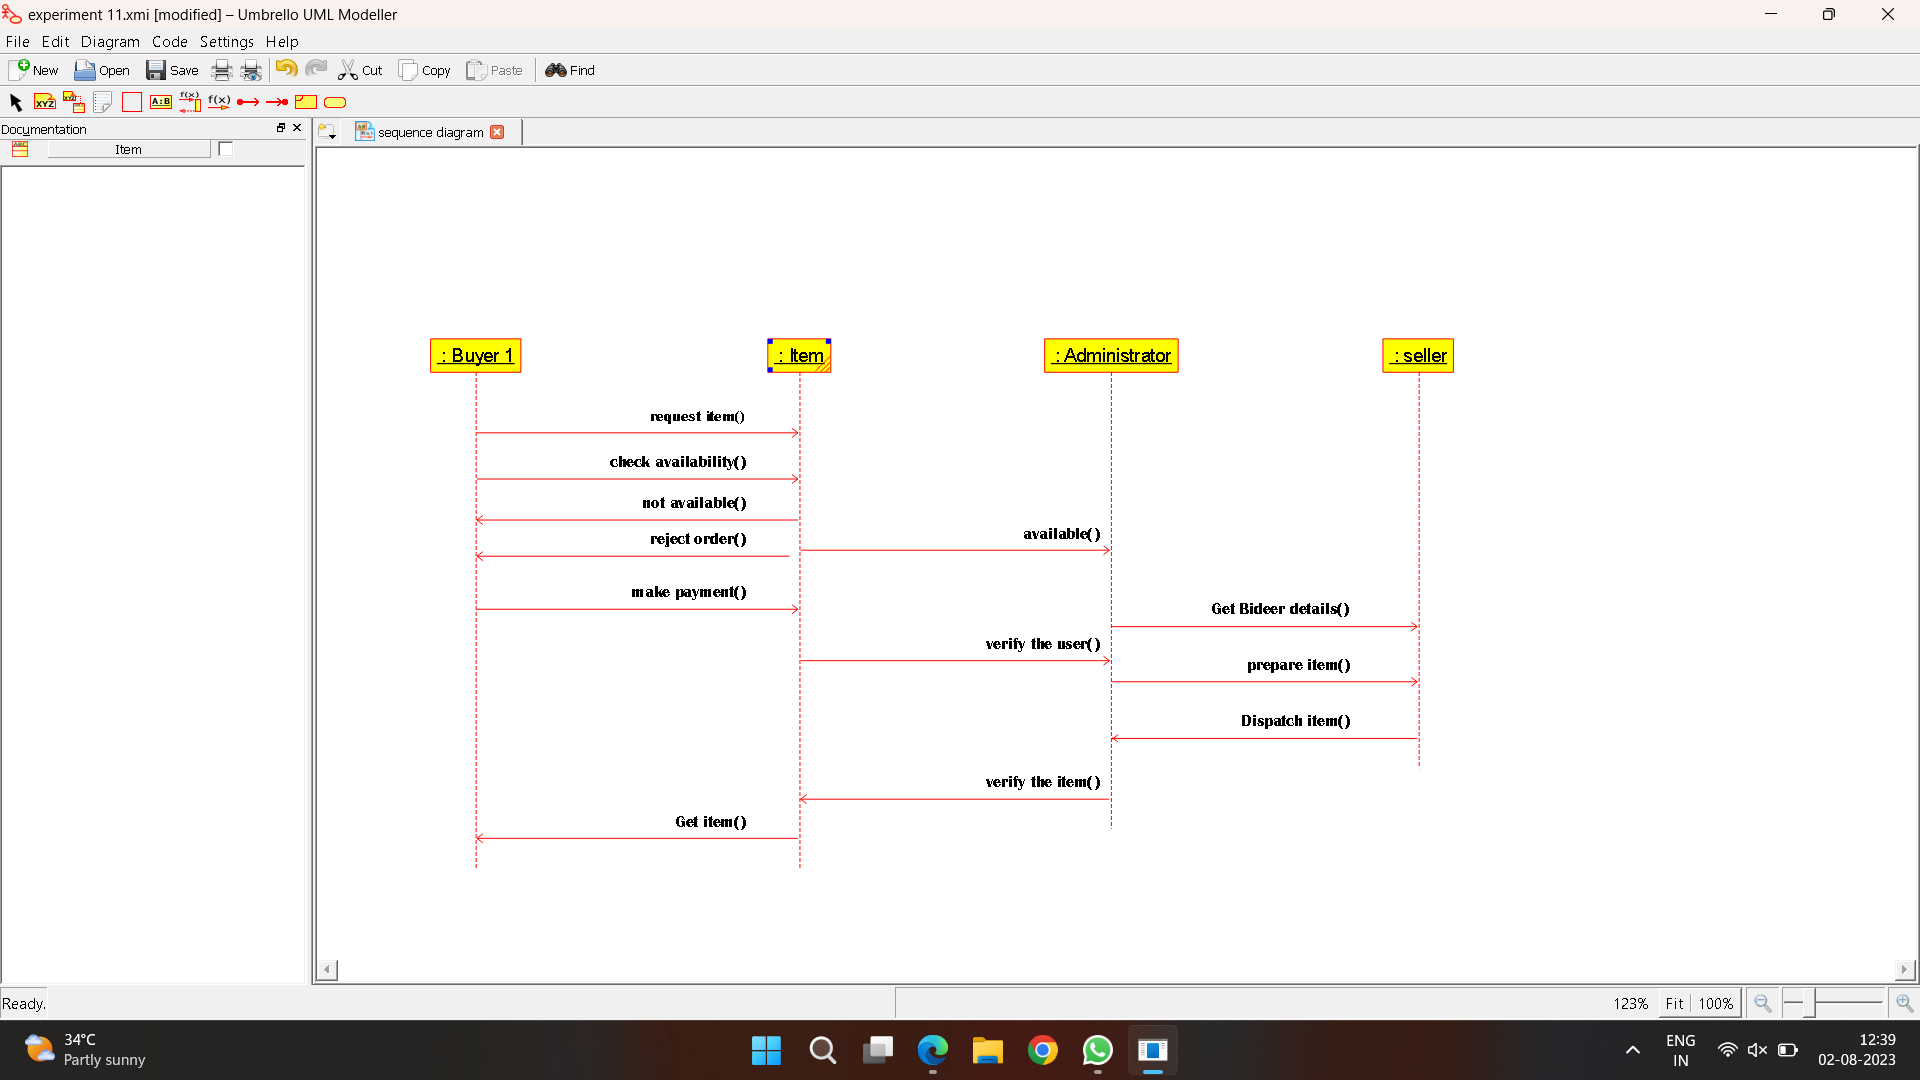 experiment 11.xmi [modified] – Umbrello UML Modeller
File Edit Diagram Code Settings Help
New Open Save Cut Copy Paste Find
XYZ XYZ A:B f(x) f(x)
Documentation
sequence diagram
ABC Item
: Buyer 1 : Item : Administrator : seller
request item()
check availability()
not available()
available()
reject order()
make payment()
Get Bideer details()
verify the user()
prepare item()
Dispatch item()
verify the item()
Get item()
Ready. 123% Fit 100%
34°C
Partly sunny
ENG
IN
12:39
02-08-2023